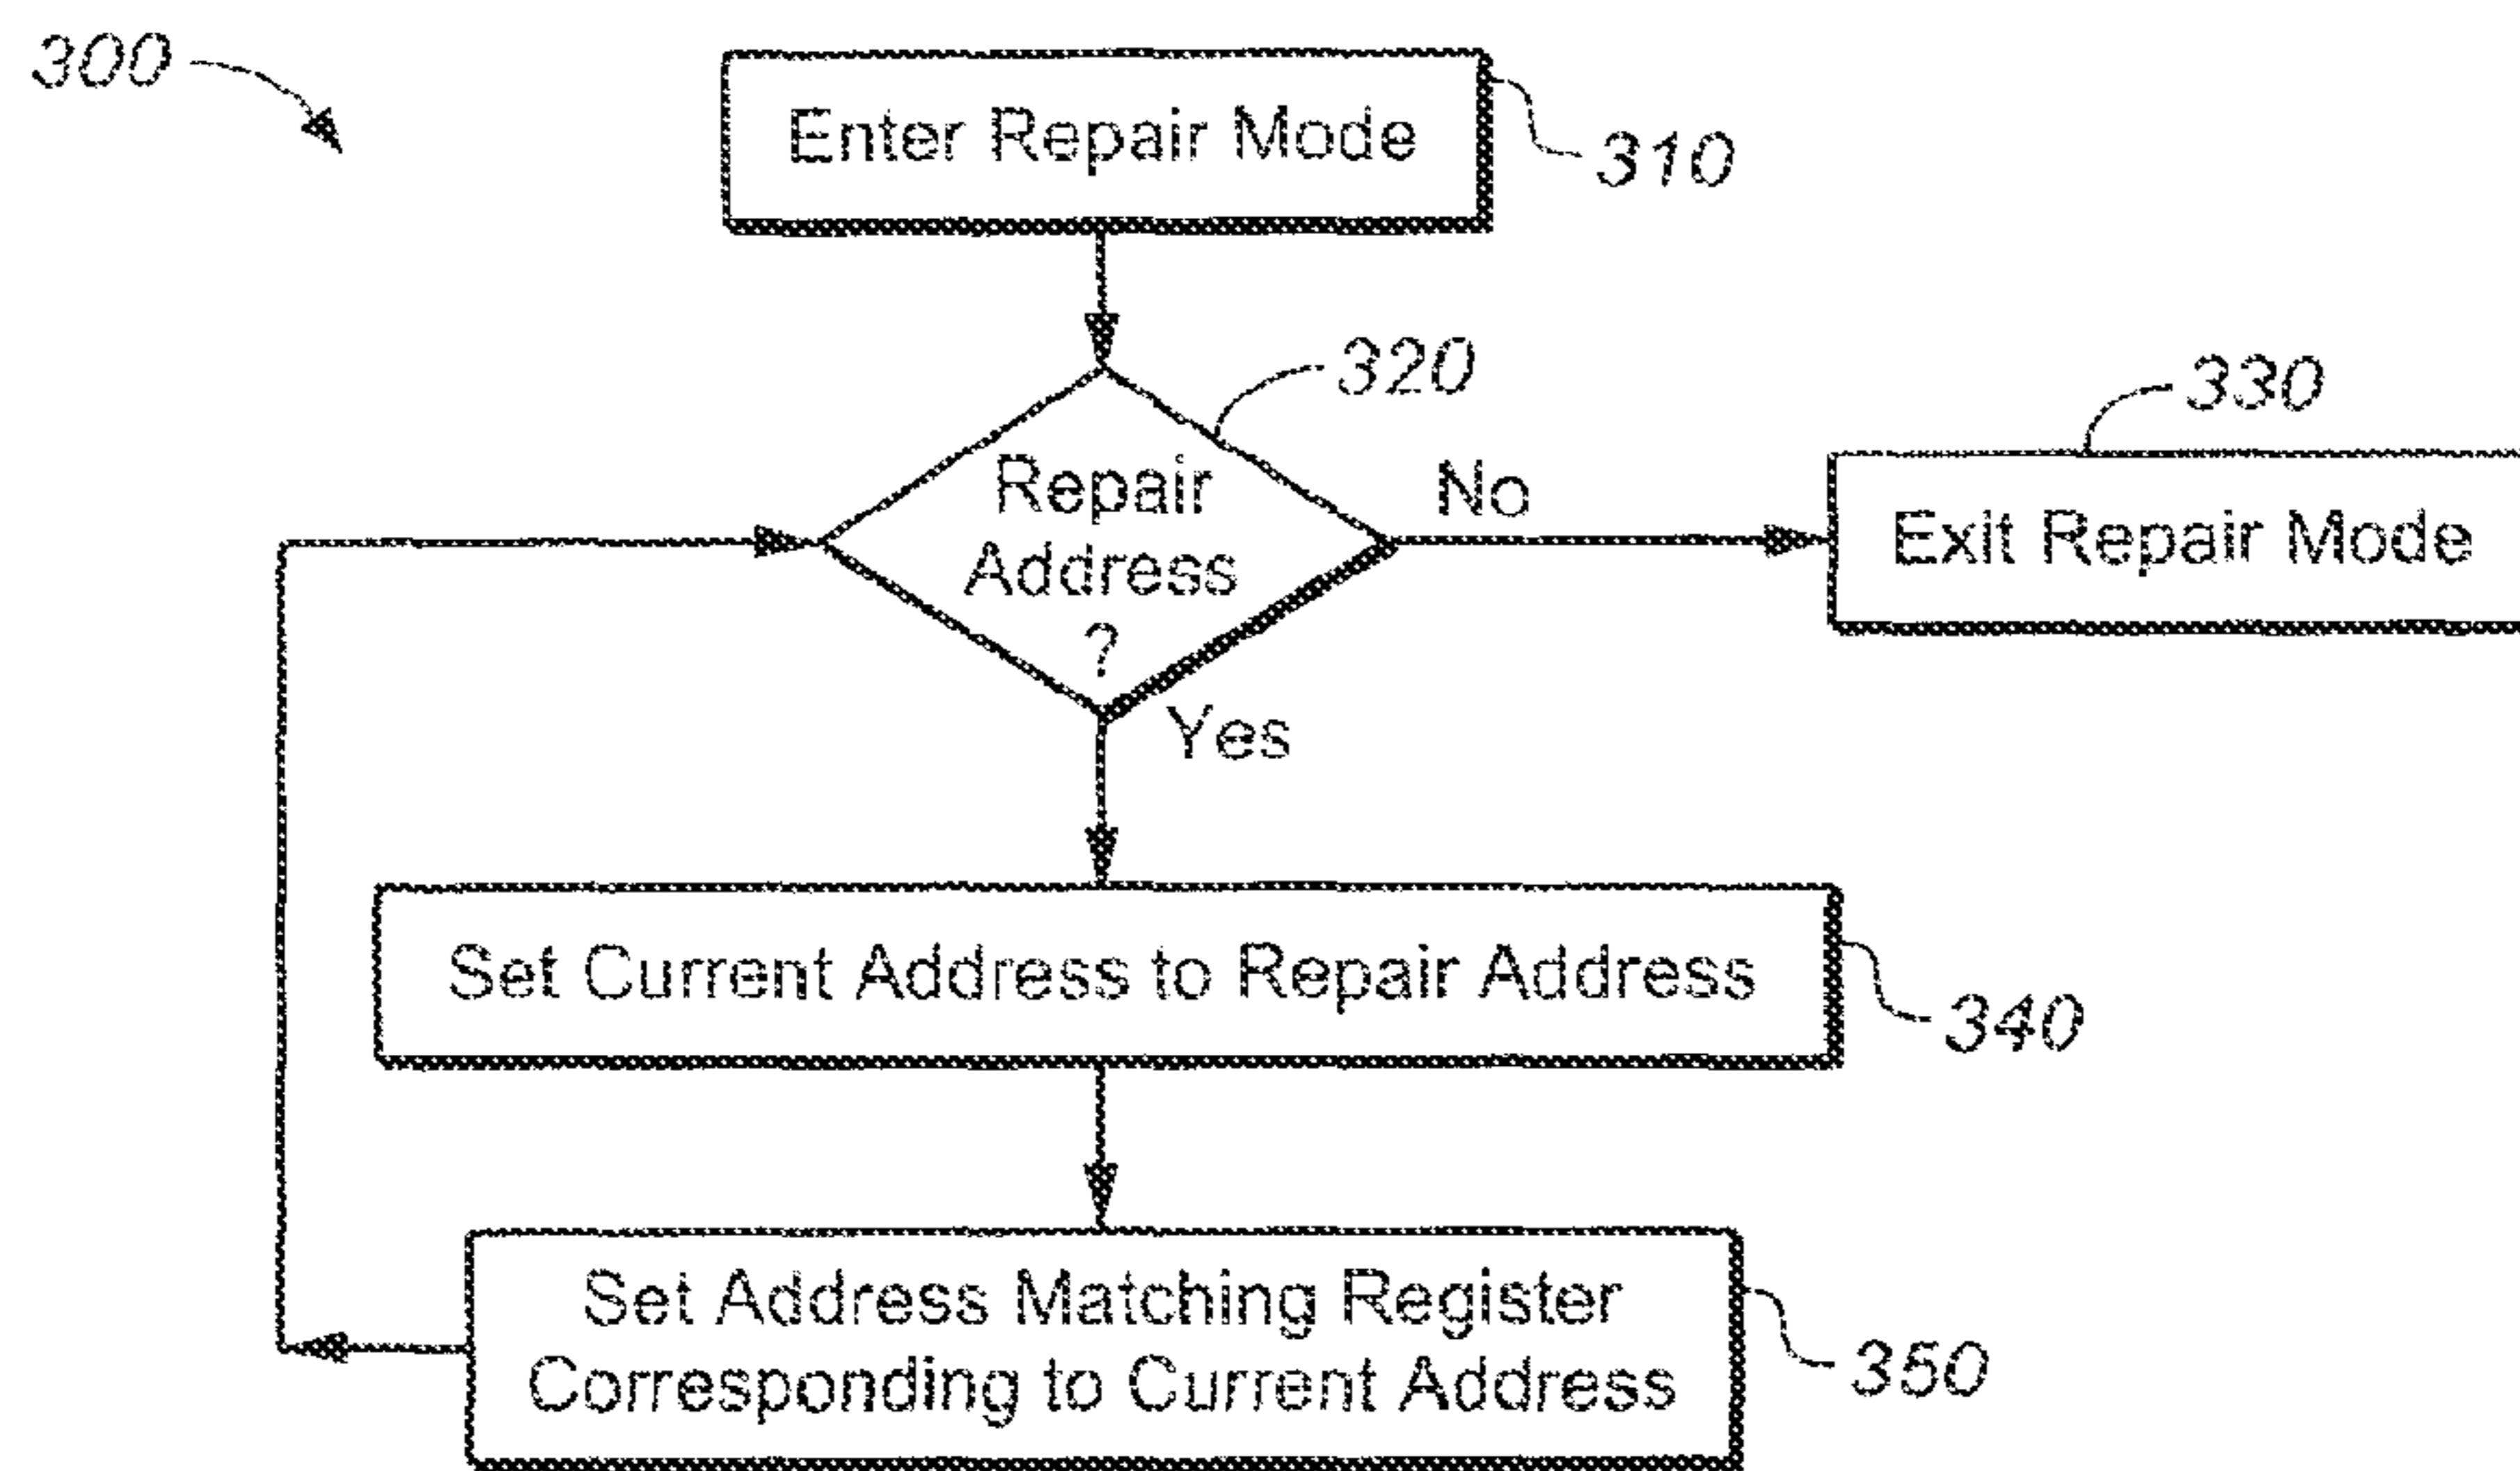 300
Enter Repair Mode
310
320
330
Repair
Address
?
No
Exit Repair Mode
Yes
Set Current Address to Repair Address
340
Set Address Matching Register
Corresponding to Current Address
350